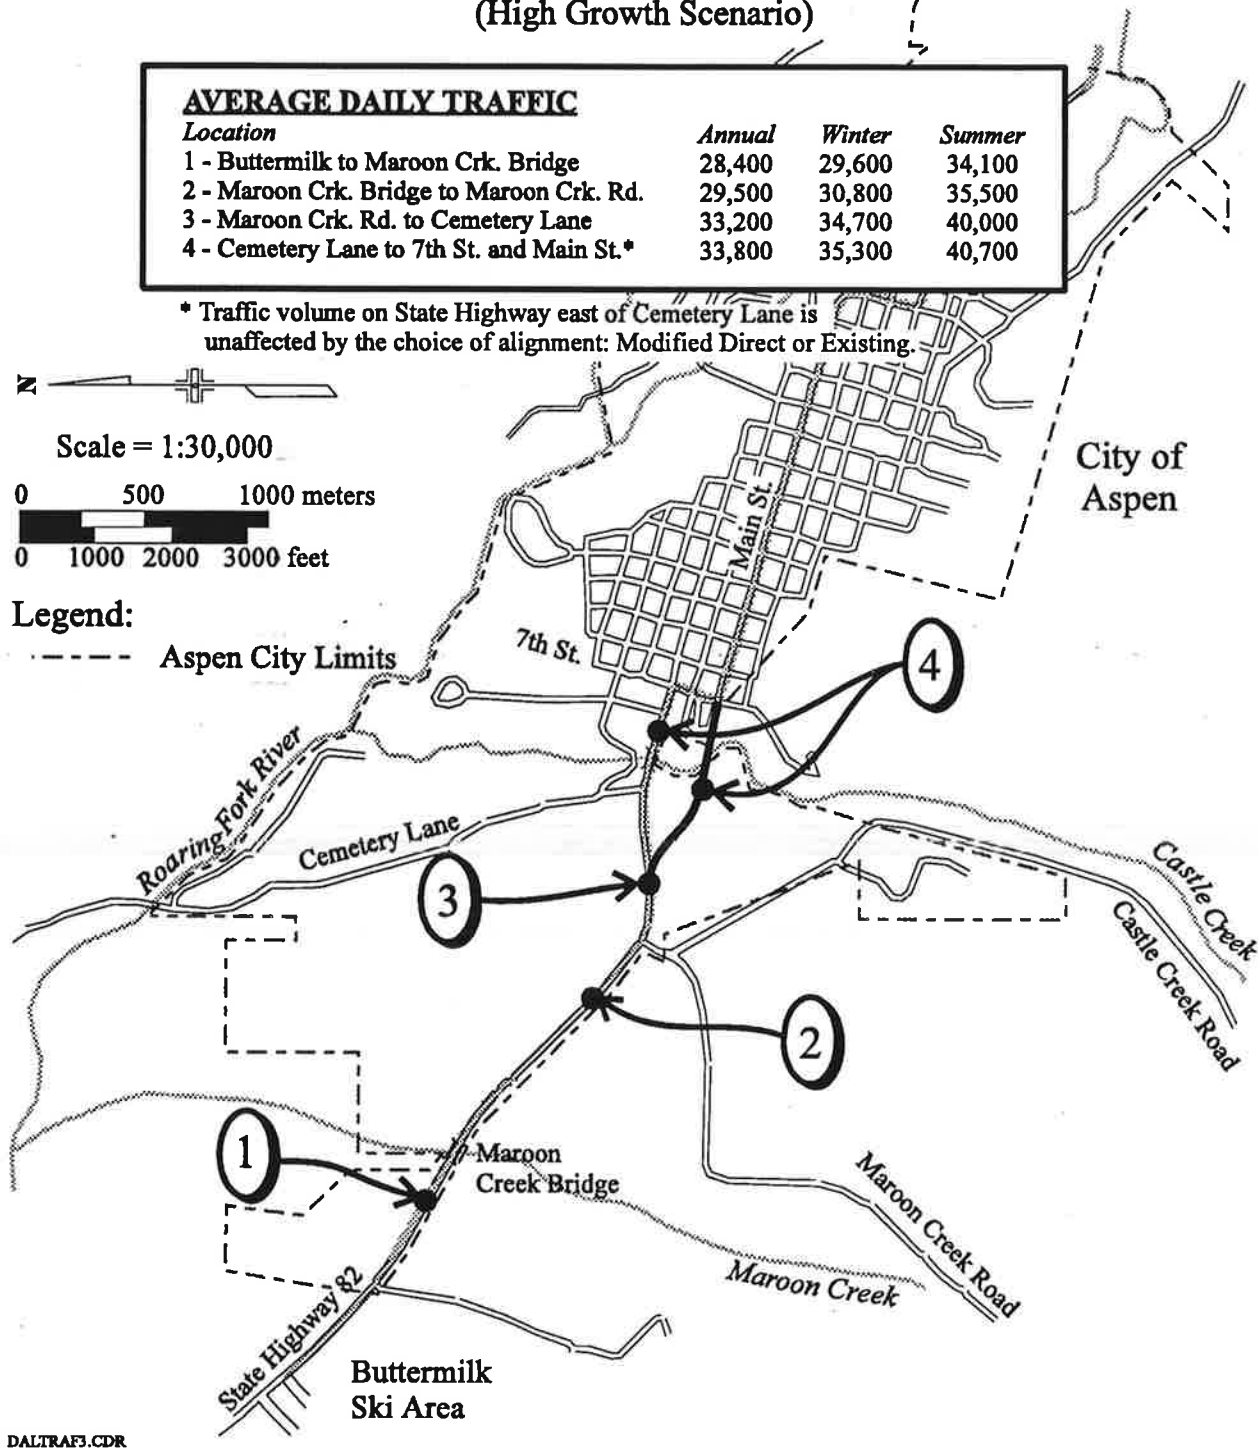 (High Growth Scenario)
AVERAGE DAILY TRAFFIC
Location Annual Winter Summer
1 - Buttermilk to Maroon Crk. Bridge 28,400 29,600 34,100
2 - Maroon Crk. Bridge to Maroon Crk. Rd. 29,500 30,800 35,500
3 - Maroon Crk. Rd. to Cemetery Lane 33,200 34,700 40,000
4 - Cemetery Lane to 7th St. and Main St.* 33,800 35,300 40,700
* Traffic volume on State Highway east of Cemetery Lane is
unaffected by the choice of alignment: Modified Direct or Existing.
N
Scale = 1:30,000
0 500 1000 meters
0 1000 2000 3000 feet
City of
Aspen
Main St.
Legend:
Aspen City Limits
7th St.
4
Roaring Fork River
Cemetery Lane
3
Castle Creek
Castle Creek Road
2
1
Maroon
Creek Bridge
Maroon Creek Road
Maroon Creek
State Highway 82
Buttermilk
Ski Area
DALTRAF3.CDR